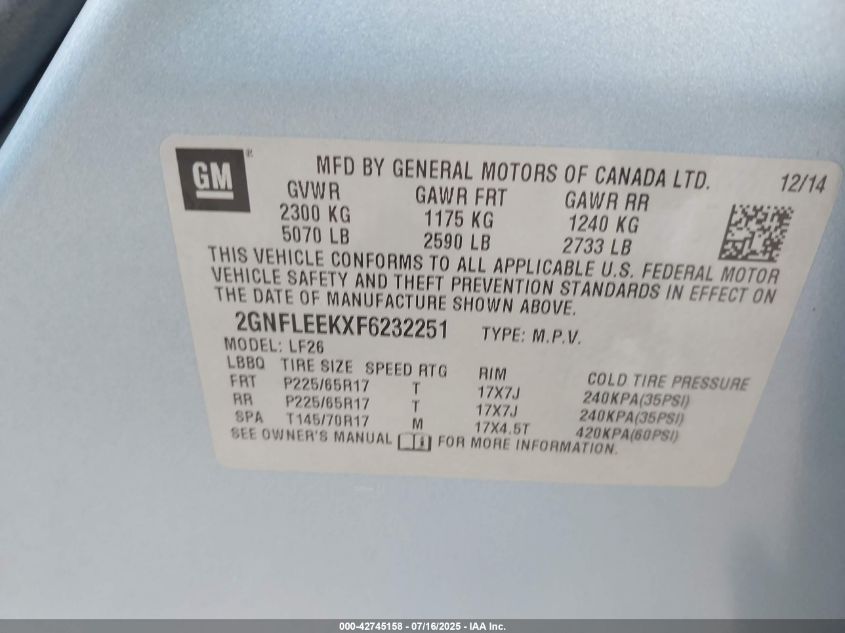 GM
MFD BY GENERAL MOTORS OF CANADA LTD. 12/14
GVWR GAWR FRT GAWR RR
2300 KG 1175 KG 1240 KG
5070 LB 2590 LB 2733 LB
THIS VEHICLE CONFORMS TO ALL APPLICABLE U.S. FEDERAL MOTOR
VEHICLE SAFETY AND THEFT PREVENTION STANDARDS IN EFFECT ON
THE DATE OF MANUFACTURE SHOWN ABOVE.
2GNFLEEKXF6232251 TYPE: M.P.V.
MODEL: LF26
LBBQ TIRE SIZE SPEED RTG RIM COLD TIRE PRESSURE
FRT P225/65R17 T 17X7J 240KPA(35PSI)
RR P225/65R17 T 17X7J 240KPA(35PSI)
SPA T145/70R17 M 17X4.5T 420KPA(60PSI)
SEE OWNER'S MANUAL FOR MORE INFORMATION.
000-42745158 - 07/16/2025 - IAA Inc.